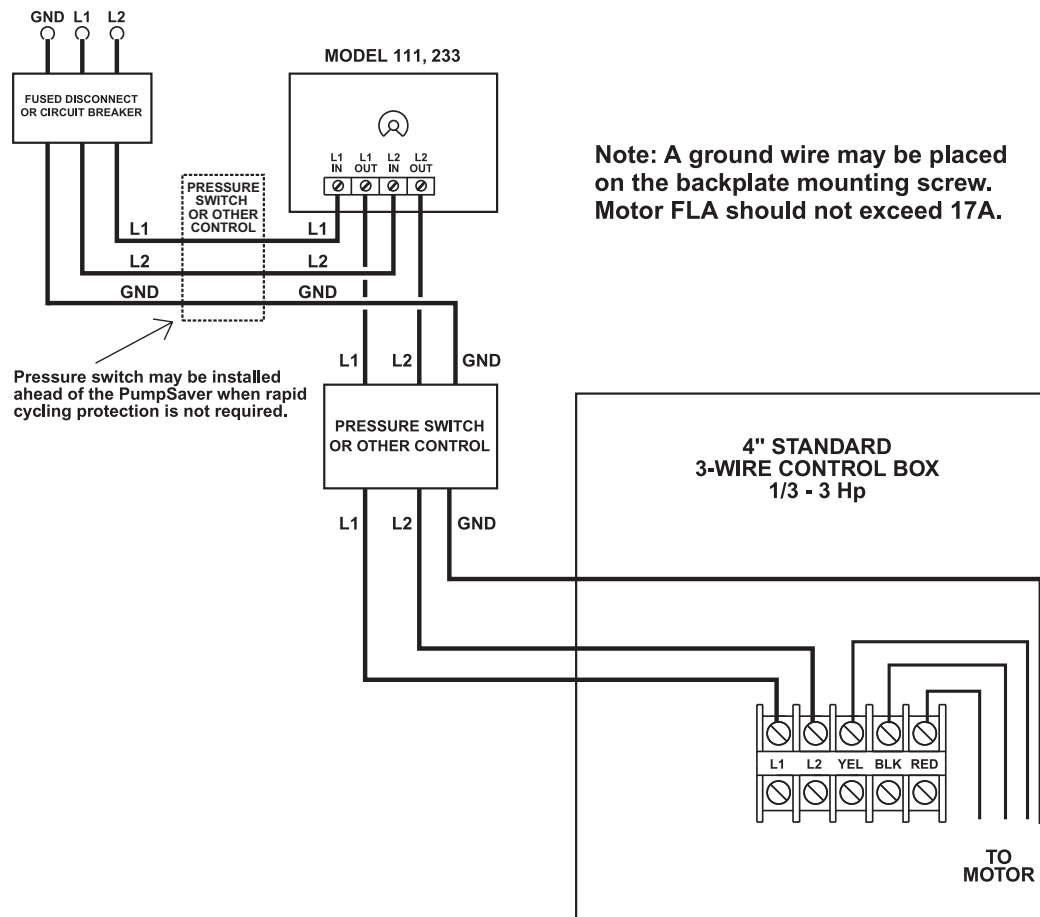 GND L1 L2
FUSED DISCONNECT
OR CIRCUIT BREAKER
MODEL 111, 233
L1 L1 L2 L2
IN OUT IN OUT
Note: A ground wire may be placed
on the backplate mounting screw.
Motor FLA should not exceed 17A.
PRESSURE
SWITCH
OR OTHER
CONTROL
L1 L1
L2 L2
GND GND
Pressure switch may be installed
ahead of the PumpSaver when rapid
cycling protection is not required.
L1 L2 GND
PRESSURE SWITCH
OR OTHER CONTROL
L1 L2 GND
4" STANDARD
3-WIRE CONTROL BOX
1/3 - 3 Hp
L1 L2 YEL BLK RED
TO
MOTOR